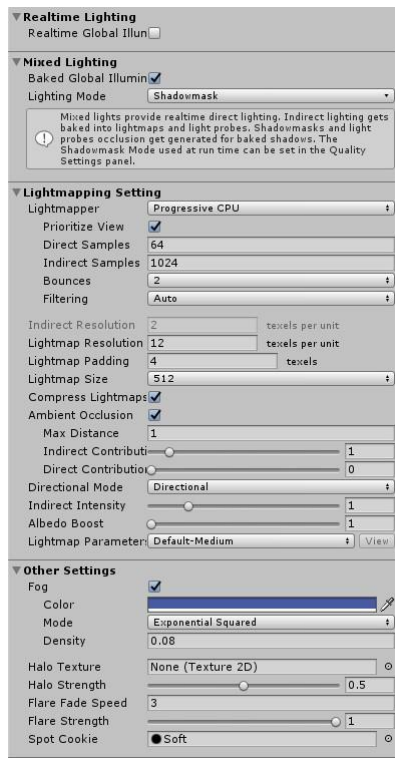 Realtime Lighting
Realtime Global Illun
Mixed Lighting
Baked Global Illumin
Lighting Mode Shadowmask
Mixed lights provide realtime direct lighting. Indirect lighting gets
baked into lightmaps and light probes. Shadowmasks and light
probes occlusion get generated for baked shadows. The
Shadowmask Mode used at run time can be set in the Quality
Settings panel.
Lightmapping Setting
Lightmapper Progressive CPU
Prioritize View
Direct Samples 64
Indirect Samples 1024
Bounces 2
Filtering Auto
Indirect Resolution 2 texels per unit
Lightmap Resolution 12 texels per unit
Lightmap Padding 4 texels
Lightmap Size 512
Compress Lightmaps
Ambient Occlusion
Max Distance 1
Indirect Contributi 1
Direct Contribution 0
Directional Mode Directional
Indirect Intensity 1
Albedo Boost 1
Lightmap Parameter: Default-Medium View
Other Settings
Fog
Color
Mode Exponential Squared
Density 0.08
Halo Texture None (Texture 2D)
Halo Strength 0.5
Flare Fade Speed 3
Flare Strength 1
Spot Cookie Soft